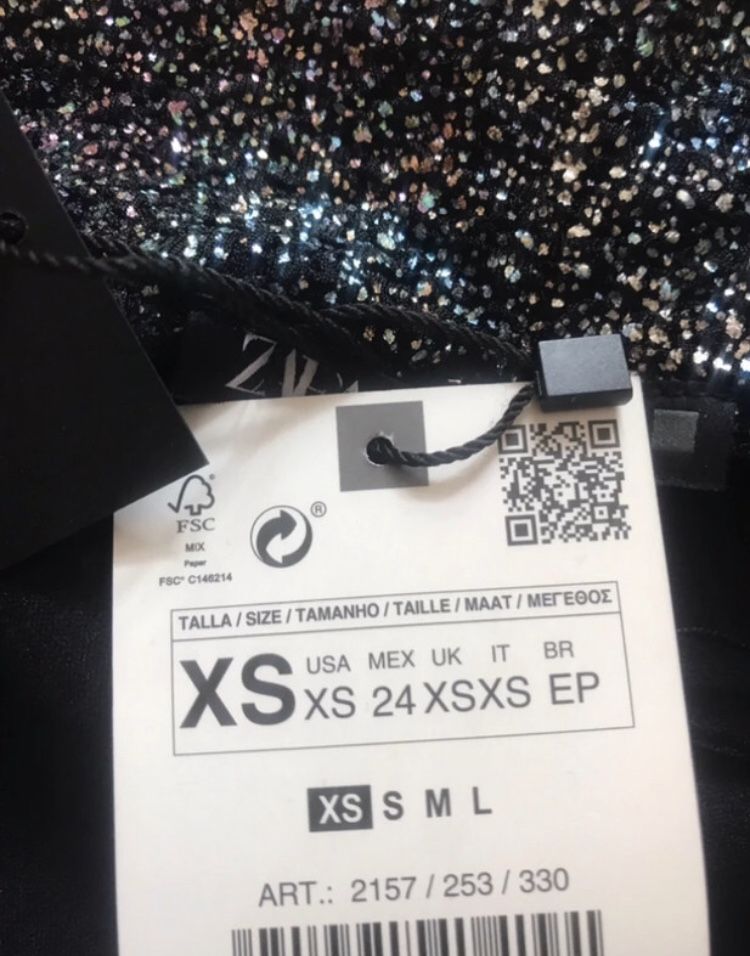 FSC
MIX
Paper
FSC® C146214
®
TALLA / SIZE / TAMANHO / TAILLE / MAAT / ΜΕΓΕΘΟΣ
XS
USA MEX UK IT BR
XS 24 XS XS EP
XS S M L
ART.: 2157 / 253 / 330